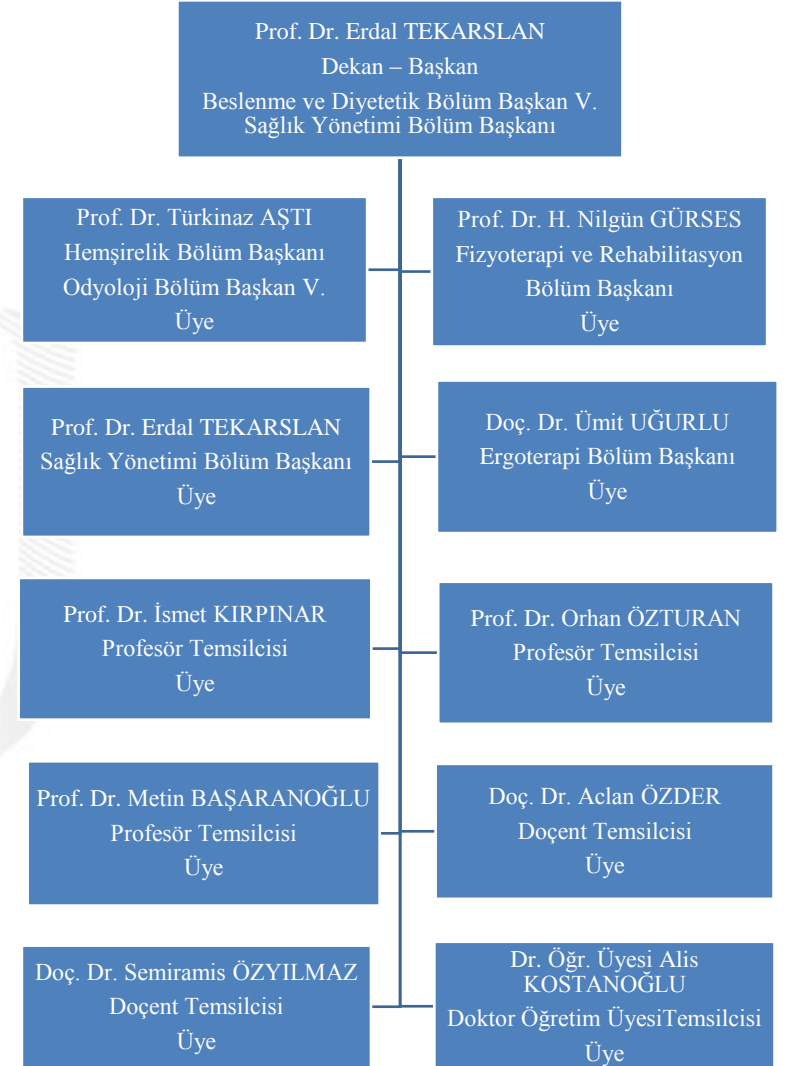 Prof. Dr. Erdal TEKARSLAN
Dekan – Başkan
Beslenme ve Diyetetik Bölüm Başkan V.
Sağlık Yönetimi Bölüm Başkanı
Prof. Dr. Türkinaz AŞTI
Hemşirelik Bölüm Başkanı
Odyoloji Bölüm Başkan V.
Üye
Prof. Dr. H. Nilgün GÜRSES
Fizyoterapi ve Rehabilitasyon
Bölüm Başkanı
Üye
Prof. Dr. Erdal TEKARSLAN
Sağlık Yönetimi Bölüm Başkanı
Üye
Doç. Dr. Ümit UĞURLU
Ergoterapi Bölüm Başkanı
Üye
Prof. Dr. İsmet KIRPINAR
Profesör Temsilcisi
Üye
Prof. Dr. Orhan ÖZTURAN
Profesör Temsilcisi
Üye
Prof. Dr. Metin BAŞARANOĞLU
Profesör Temsilcisi
Üye
Doç. Dr. Aclan ÖZDER
Doçent Temsilcisi
Üye
Doç. Dr. Semiramis ÖZYILMAZ
Doçent Temsilcisi
Üye
Dr. Öğr. Üyesi Alis
KOSTANOĞLU
Doktor Öğretim ÜyesiTemsilcisi
Üye